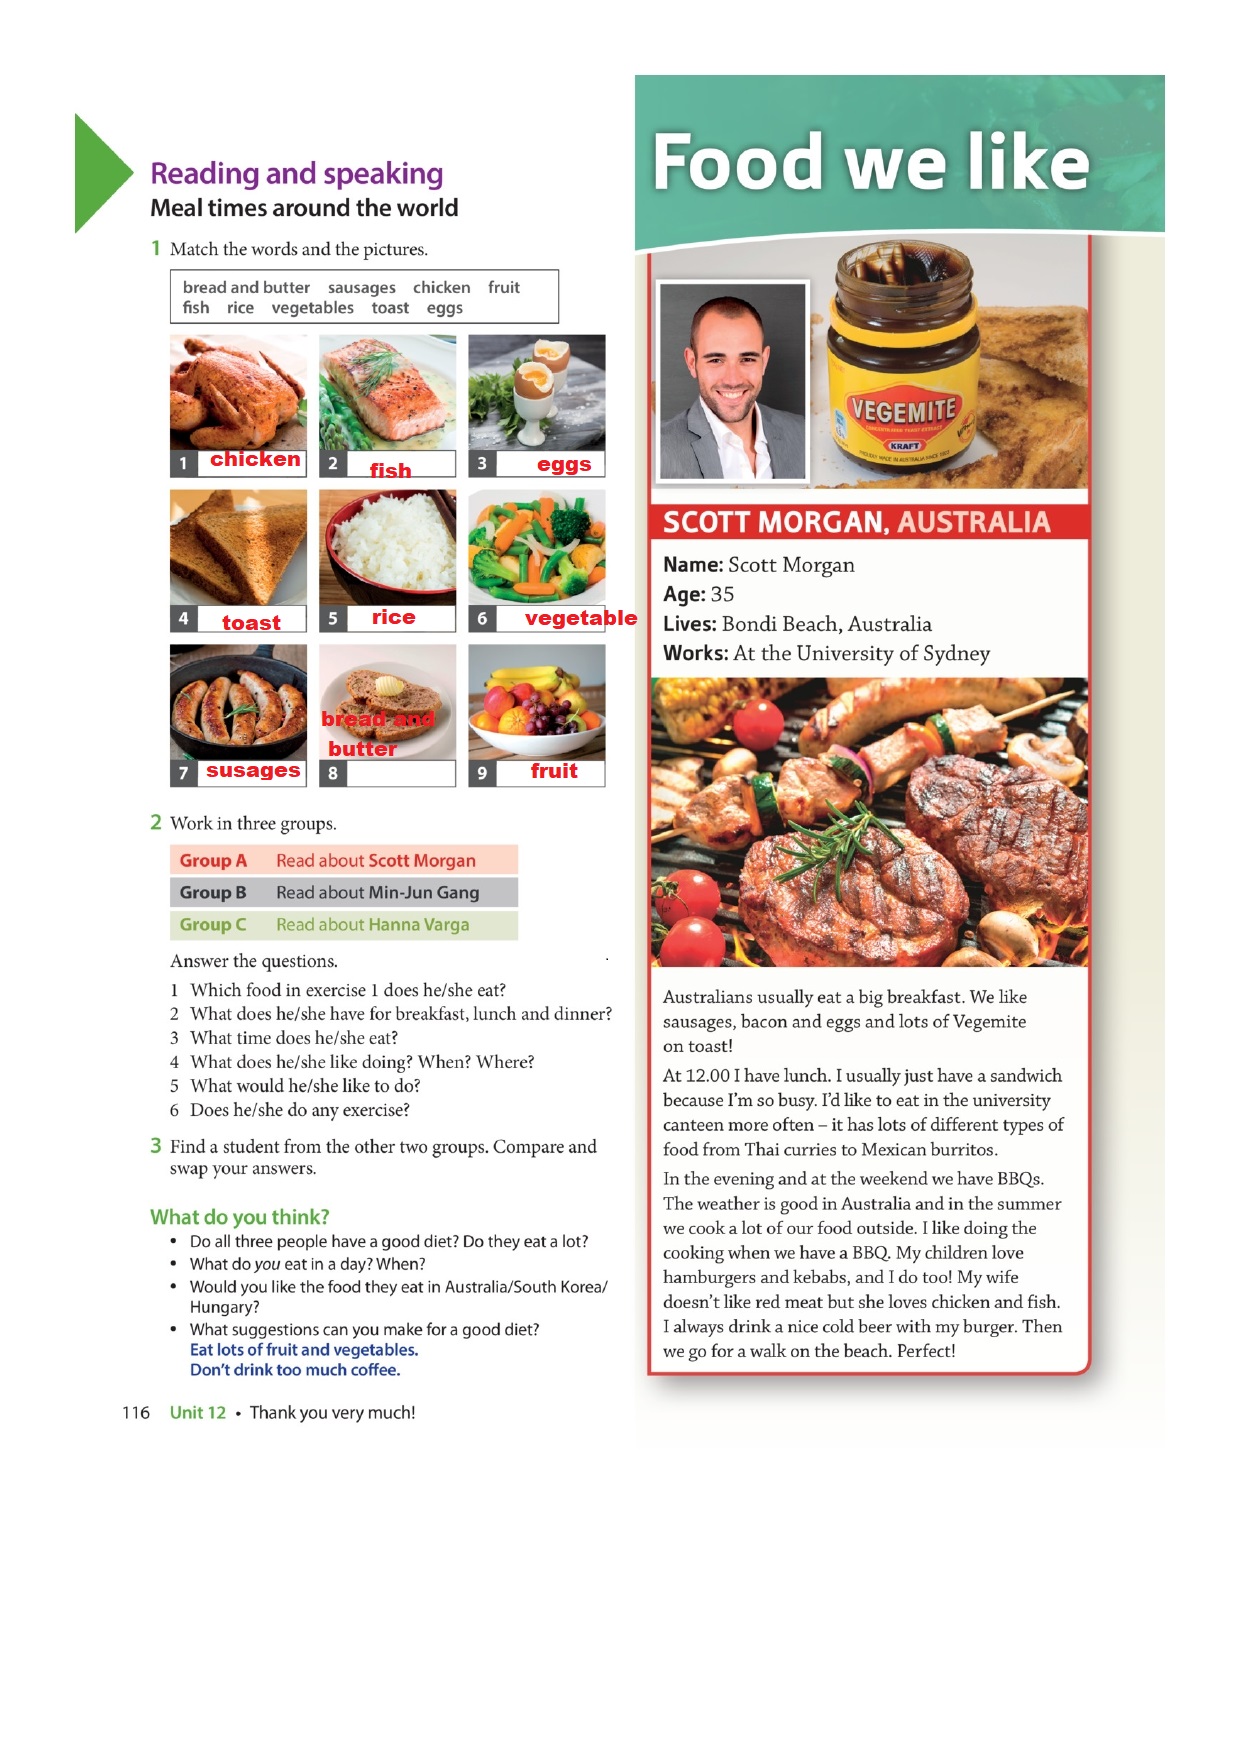 Reading and speaking
Meal times around the world
1 Match the words and the pictures.
bread and butter sausages chicken fruit
fish rice vegetables toast eggs
1 chicken
2 fish
3 eggs
4 toast
5 rice
6 vegetable
7 susages
8 bread and
butter
9 fruit
2 Work in three groups.
Group A Read about Scott Morgan
Group B Read about Min-Jun Gang
Group C Read about Hanna Varga
Answer the questions.
1 Which food in exercise 1 does he/she eat?
2 What does he/she have for breakfast, lunch and dinner?
3 What time does he/she eat?
4 What does he/she like doing? When? Where?
5 What would he/she like to do?
6 Does he/she do any exercise?
3 Find a student from the other two groups. Compare and
swap your answers.
What do you think?
• Do all three people have a good diet? Do they eat a lot?
• What do you eat in a day? When?
• Would you like the food they eat in Australia/South Korea/
Hungary?
• What suggestions can you make for a good diet?
Eat lots of fruit and vegetables.
Don't drink too much coffee.
116 Unit 12 • Thank you very much!
Food we like
VEGEMITE
CONCENTRATED YEAST EXTRACT
KRAFT
PROUDLY MADE IN AUSTRALIA SINCE 1923
SCOTT MORGAN, AUSTRALIA
Name: Scott Morgan
Age: 35
Lives: Bondi Beach, Australia
Works: At the University of Sydney
Australians usually eat a big breakfast. We like
sausages, bacon and eggs and lots of Vegemite
on toast!
At 12.00 I have lunch. I usually just have a sandwich
because I'm so busy. I'd like to eat in the university
canteen more often – it has lots of different types of
food from Thai curries to Mexican burritos.
In the evening and at the weekend we have BBQs.
The weather is good in Australia and in the summer
we cook a lot of our food outside. I like doing the
cooking when we have a BBQ. My children love
hamburgers and kebabs, and I do too! My wife
doesn't like red meat but she loves chicken and fish.
I always drink a nice cold beer with my burger. Then
we go for a walk on the beach. Perfect!